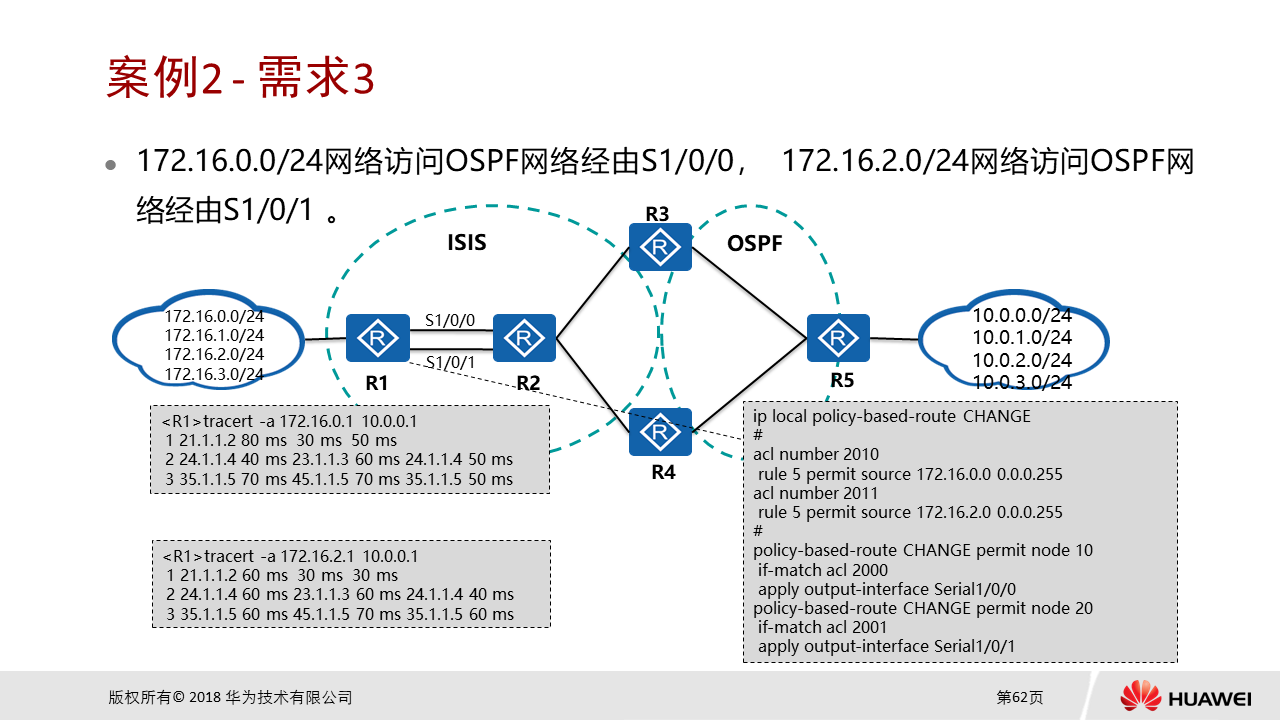 案例2 - 需求3
172.16.0.0/24网络访问OSPF网络经由S1/0/0， 172.16.2.0/24网络访问OSPF网
络经由S1/0/1 。
R3
ISIS
OSPF
172.16.0.0/24
172.16.1.0/24
172.16.2.0/24
172.16.3.0/24
S1/0/0
S1/0/1
R1
R2
R5
10.0.0.0/24
10.0.1.0/24
10.0.2.0/24
10.0.3.0/24
R4
<R1>tracert -a 172.16.0.1 10.0.0.1
1 21.1.1.2 80 ms 30 ms 50 ms
2 24.1.1.4 40 ms 23.1.1.3 60 ms 24.1.1.4 50 ms
3 35.1.1.5 70 ms 45.1.1.5 70 ms 35.1.1.5 50 ms
<R1>tracert -a 172.16.2.1 10.0.0.1
1 21.1.1.2 60 ms 30 ms 30 ms
2 24.1.1.4 60 ms 23.1.1.3 60 ms 24.1.1.4 40 ms
3 35.1.1.5 60 ms 45.1.1.5 70 ms 35.1.1.5 60 ms
ip local policy-based-route CHANGE
#
acl number 2010
rule 5 permit source 172.16.0.0 0.0.0.255
acl number 2011
rule 5 permit source 172.16.2.0 0.0.0.255
#
policy-based-route CHANGE permit node 10
if-match acl 2000
apply output-interface Serial1/0/0
policy-based-route CHANGE permit node 20
if-match acl 2001
apply output-interface Serial1/0/1
版权所有© 2018 华为技术有限公司
第62页
HUAWEI